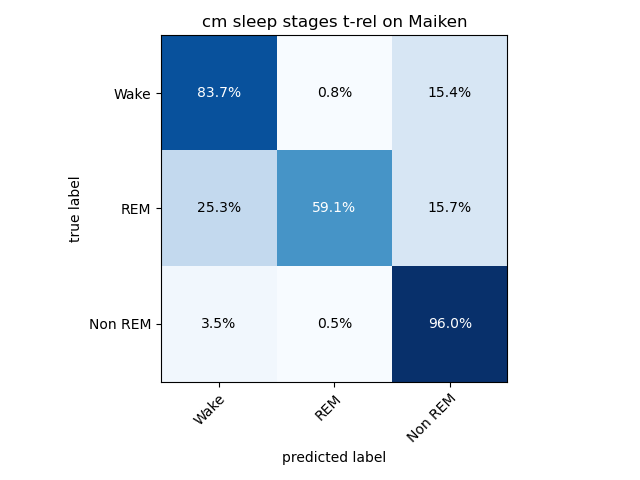 cm sleep stages t-rel on Maiken
true label
Wake
83.7%
0.8%
15.4%
REM
25.3%
59.1%
15.7%
Non REM
3.5%
0.5%
96.0%
Wake
REM
Non REM
predicted label